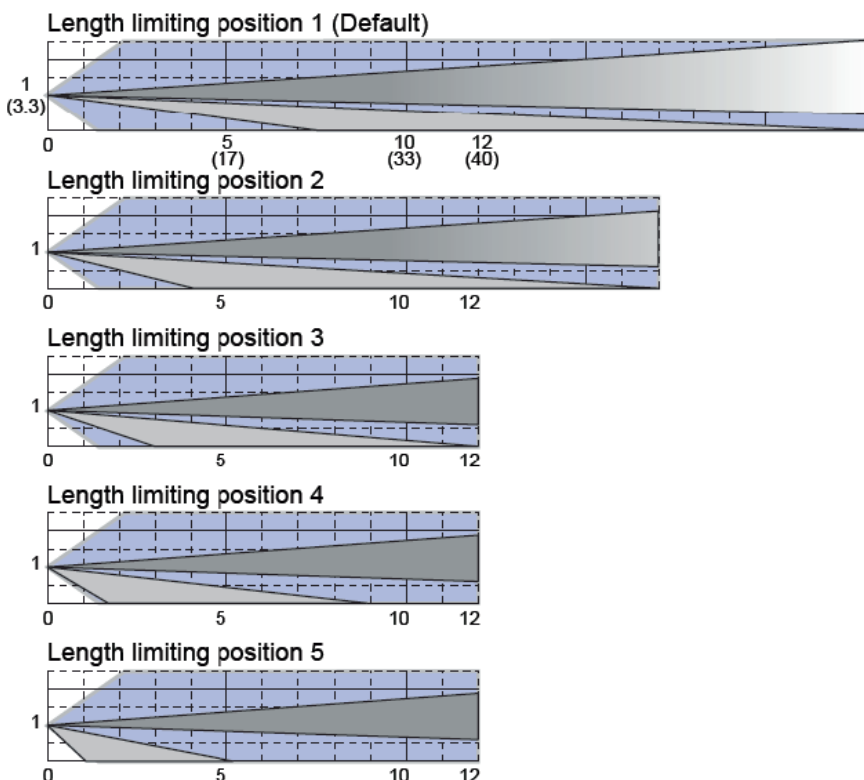 Length limiting position 1 (Default)
1
(3.3)
0 5 10 12
(17) (33) (40)
Length limiting position 2
1
0 5 10 12
Length limiting position 3
1
0 5 10 12
Length limiting position 4
1
0 5 10 12
Length limiting position 5
1
0 5 10 12